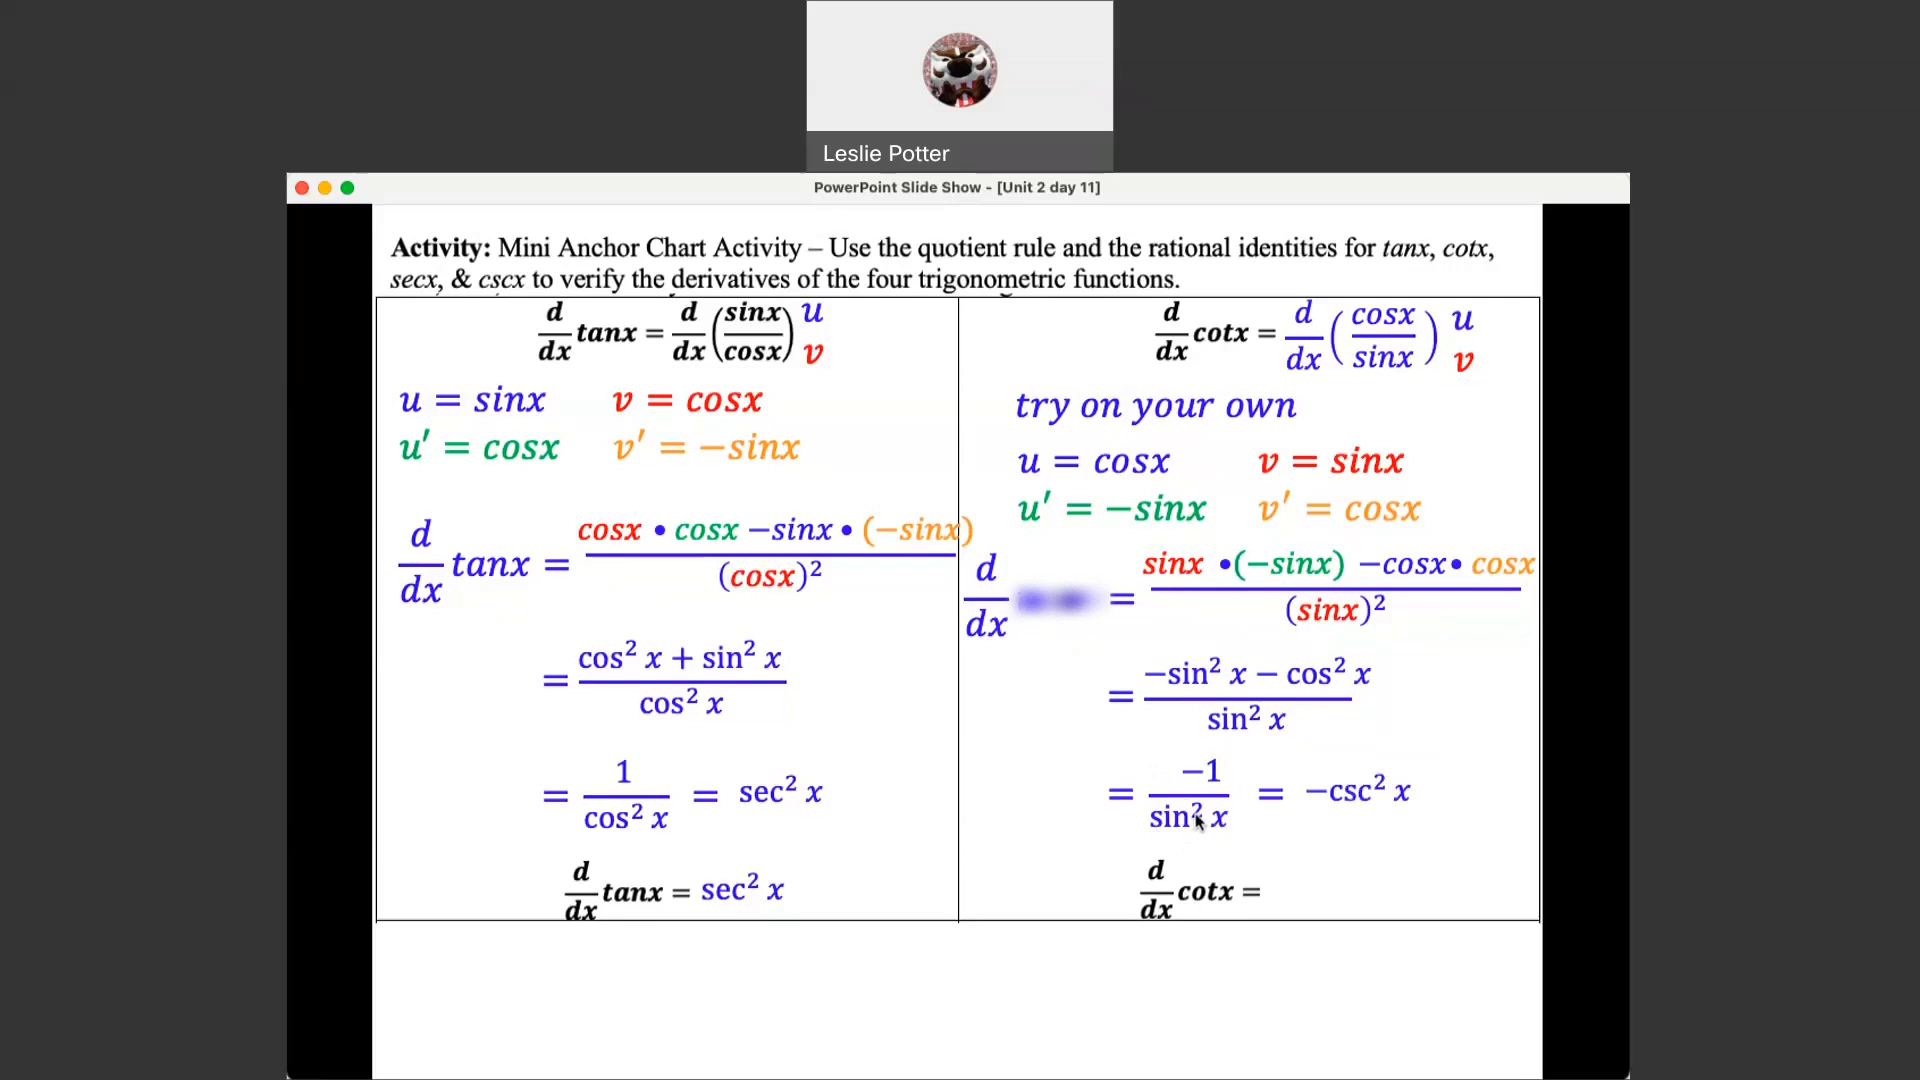 Leslie Potter
PowerPoint Slide Show - [Unit 2 day 11]
Activity: Mini Anchor Chart Activity – Use the quotient rule and the rational identities for tanx, cotx,
secx, & cscx to verify the derivatives of the four trigonometric functions.
d/dx tanx = d/dx (sinx/cosx) u v
u = sinx v = cosx
u′ = cosx v′ = −sinx
d/dx tanx = cosx • cosx −sinx • (−sinx) / (cosx)²
= cos² x + sin² x / cos² x
= 1 / cos² x = sec² x
d/dx tanx = sec² x
d/dx cotx = d/dx (cosx/sinx) u v
try on your own
u = cosx v = sinx
u′ = −sinx v′ = cosx
d/dx = sinx •(−sinx) −cosx• cosx / (sinx)²
= −sin² x − cos² x / sin² x
= −1 / sin² x = −csc² x
d/dx cotx =